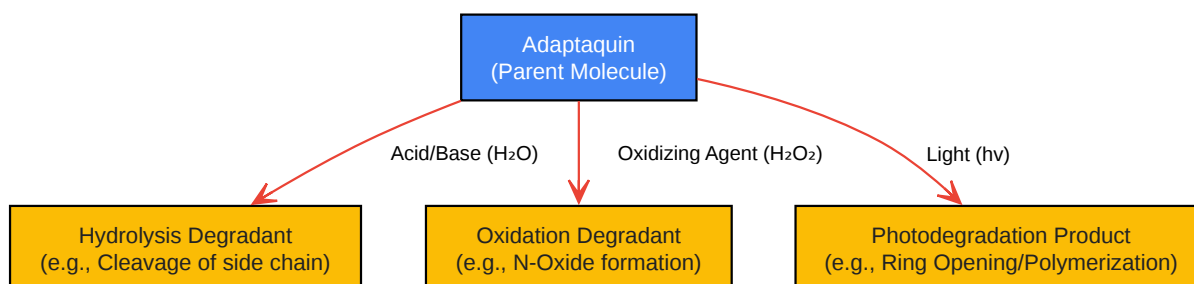 Adaptaquin
(Parent Molecule)
Acid/Base (H₂O)
Oxidizing Agent (H₂O₂)
Light (hv)
Hydrolysis Degradant
(e.g., Cleavage of side chain)
Oxidation Degradant
(e.g., N-Oxide formation)
Photodegradation Product
(e.g., Ring Opening/Polymerization)